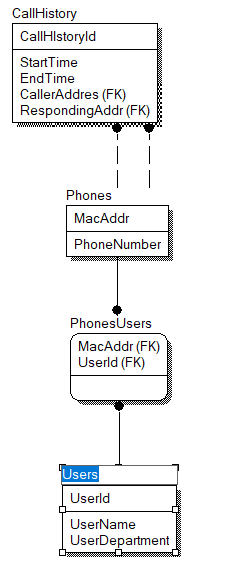 CallHistory
CallHIstoryId
StartTime
EndTime
CallerAddres (FK)
RespondingAddr (FK)
Phones
MacAddr
PhoneNumber
PhonesUsers
MacAddr (FK)
UserId (FK)
Users
UserId
UserName
UserDepartment